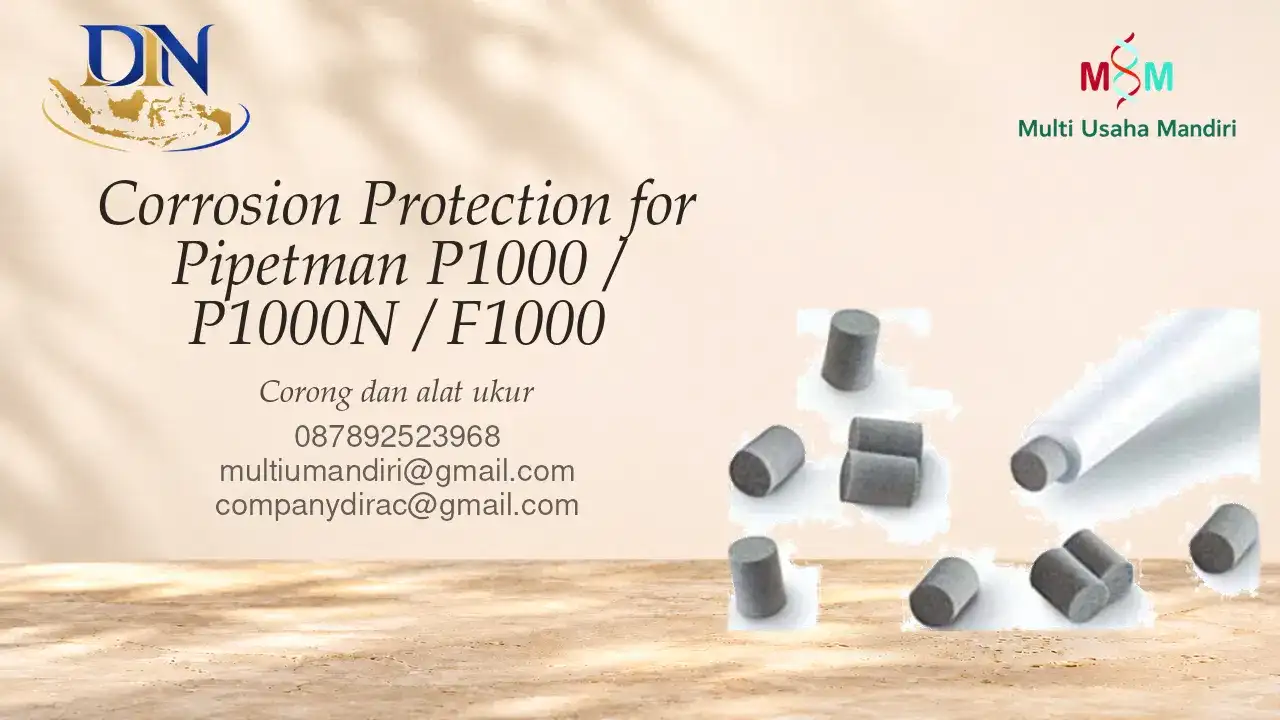 DN
M M
Multi Usaha Mandiri
Corrosion Protection for
Pipetman P1000 /
P1000N / F1000
Corong dan alat ukur
087892523968
multiumandiri@gmail.com
companydirac@gmail.com